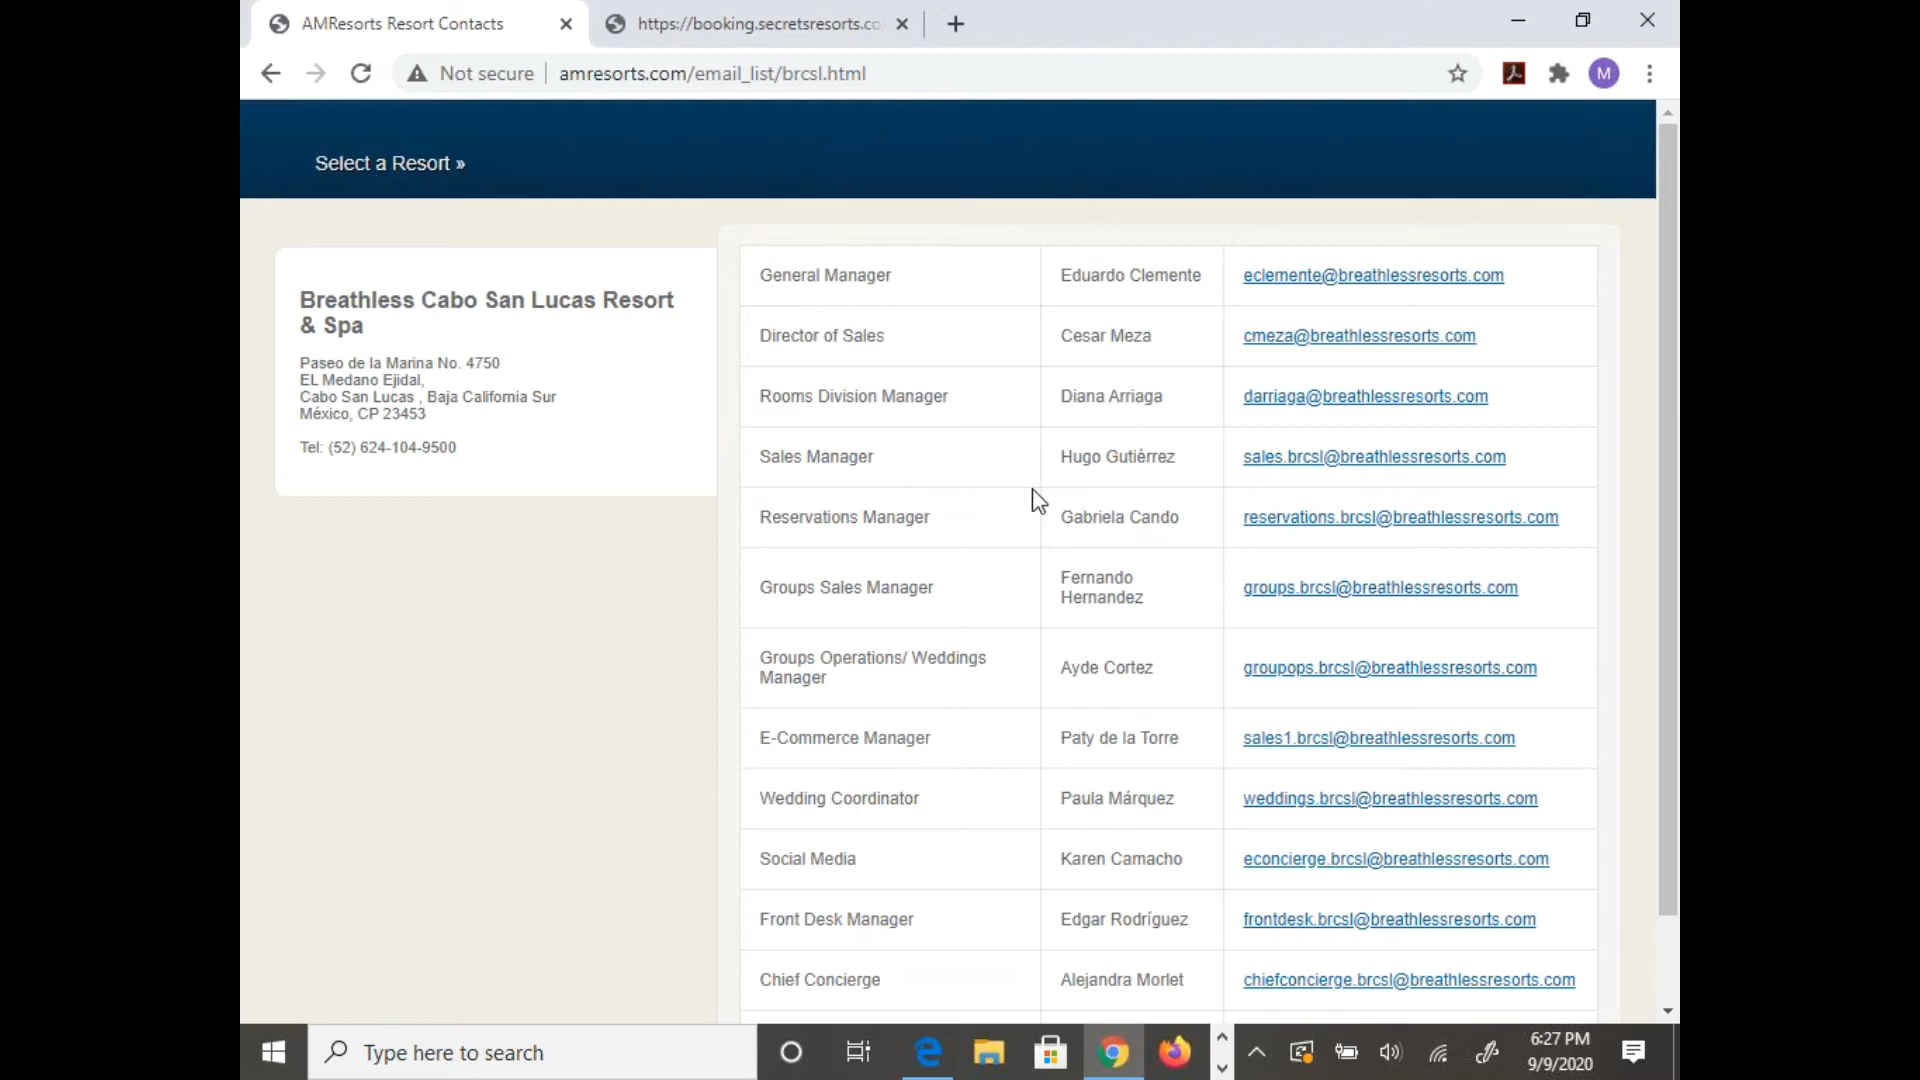 AMResorts Resort Contacts
https://booking.secretsresorts.co
Not secure
amresorts.com/email_list/brcsl.html
M
Select a Resort »
Breathless Cabo San Lucas Resort
& Spa
Paseo de la Marina No. 4750
EL Medano Ejidal,
Cabo San Lucas , Baja California Sur
México, CP 23453
Tel: (52) 624-104-9500
General Manager Eduardo Clemente eclemente@breathlessresorts.com
Director of Sales Cesar Meza cmeza@breathlessresorts.com
Rooms Division Manager Diana Arriaga darriaga@breathlessresorts.com
Sales Manager Hugo Gutiérrez sales.brcsl@breathlessresorts.com
Reservations Manager Gabriela Cando reservations.brcsl@breathlessresorts.com
Groups Sales Manager Fernando
Hernandez groups.brcsl@breathlessresorts.com
Groups Operations/ Weddings
Manager Ayde Cortez groupops.brcsl@breathlessresorts.com
E-Commerce Manager Paty de la Torre sales1.brcsl@breathlessresorts.com
Wedding Coordinator Paula Márquez weddings.brcsl@breathlessresorts.com
Social Media Karen Camacho econcierge.brcsl@breathlessresorts.com
Front Desk Manager Edgar Rodríguez frontdesk.brcsl@breathlessresorts.com
Chief Concierge Alejandra Morlet chiefconcierge.brcsl@breathlessresorts.com
Type here to search
6:27 PM
9/9/2020